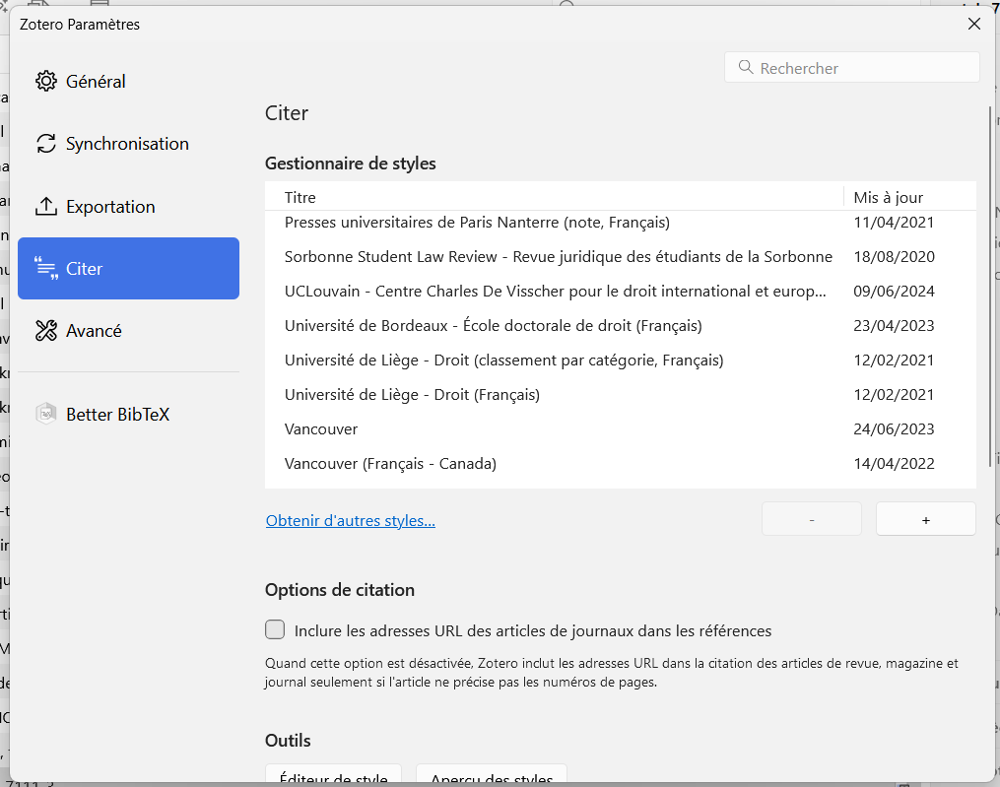 Zotero Paramètres
Rechercher
Général
Synchronisation
Exportation
Citer
Avancé
Better BibTeX
Citer
Gestionnaire de styles
Titre Mis à jour
Presses universitaires de Paris Nanterre (note, Français) 11/04/2021
Sorbonne Student Law Review - Revue juridique des étudiants de la Sorbonne 18/08/2020
UCLouvain - Centre Charles De Visscher pour le droit international et europ... 09/06/2024
Université de Bordeaux - École doctorale de droit (Français) 23/04/2023
Université de Liège - Droit (classement par catégorie, Français) 12/02/2021
Université de Liège - Droit (Français) 12/02/2021
Vancouver 24/06/2023
Vancouver (Français - Canada) 14/04/2022
Obtenir d'autres styles... - +
Options de citation
Inclure les adresses URL des articles de journaux dans les références
Quand cette option est désactivée, Zotero inclut les adresses URL dans la citation des articles de revue, magazine et
journal seulement si l'article ne précise pas les numéros de pages.
Outils
Éditeur de style Aperçu des styles